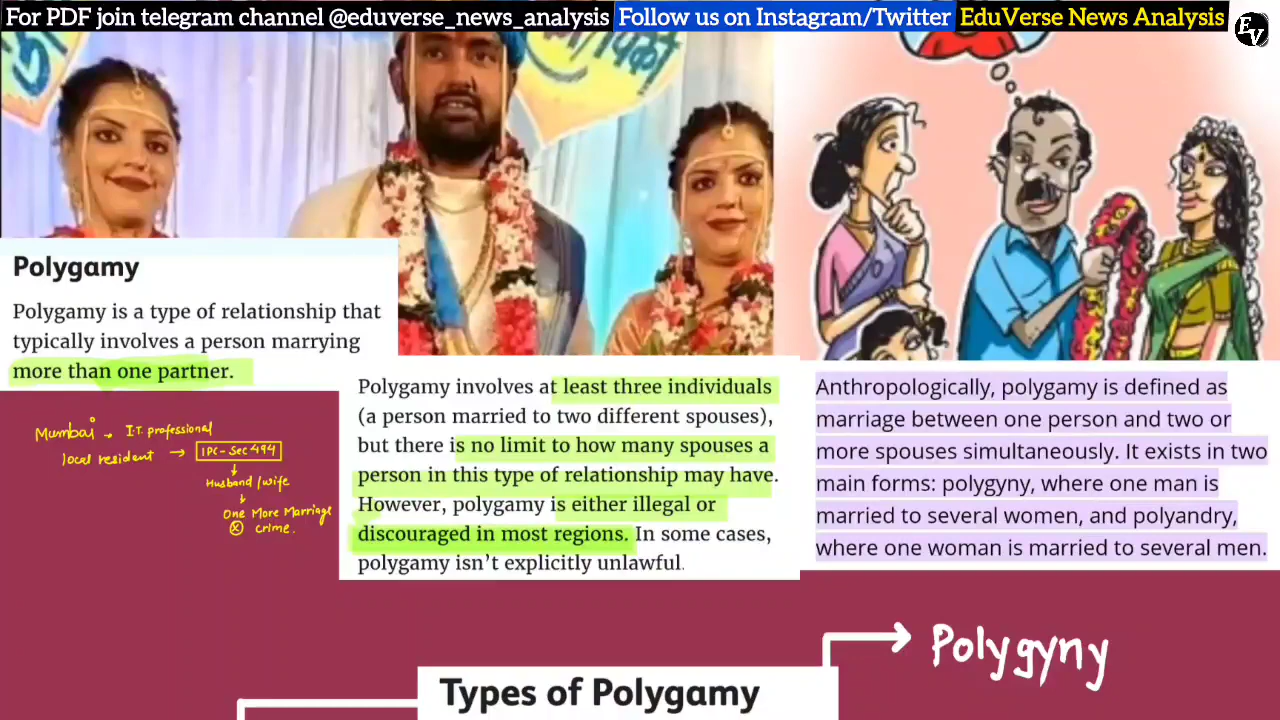 For PDF join telegram channel @eduverse_news_analysis Follow us on Instagram/Twitter EduVerse News Analysis
EV
Polygamy
Polygamy is a type of relationship that
typically involves a person marrying
more than one partner.
Mumbai → I.T. professional
local resident → IPC-Sec 494
↓
Husband/wife
↓
One More Marriage
ⓧ crime.
Polygamy involves at least three individuals
(a person married to two different spouses),
but there is no limit to how many spouses a
person in this type of relationship may have.
However, polygamy is either illegal or
discouraged in most regions. In some cases,
polygamy isn't explicitly unlawful.
Anthropologically, polygamy is defined as
marriage between one person and two or
more spouses simultaneously. It exists in two
main forms: polygyny, where one man is
married to several women, and polyandry,
where one woman is married to several men.
Polygyny
Types of Polygamy